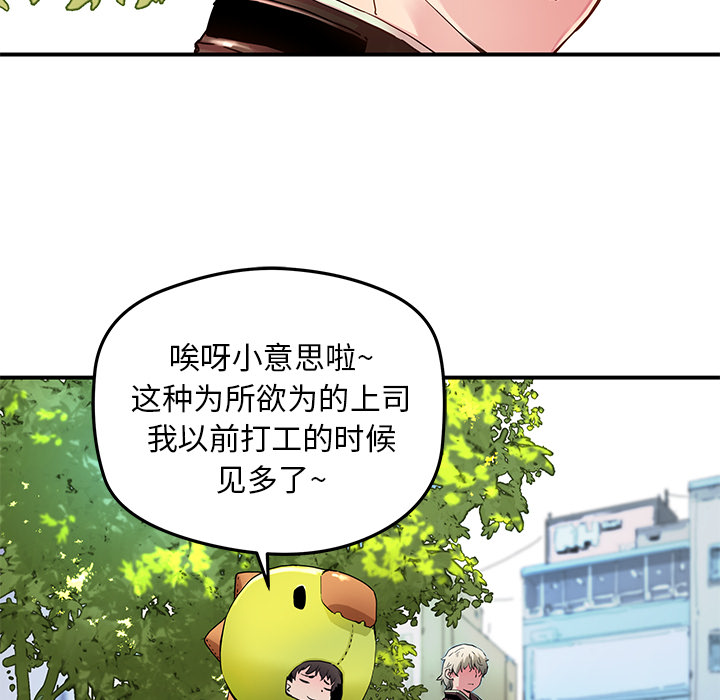 唉呀小意思啦~
这种为所欲为的上司
我以前打工的时候
见多了~